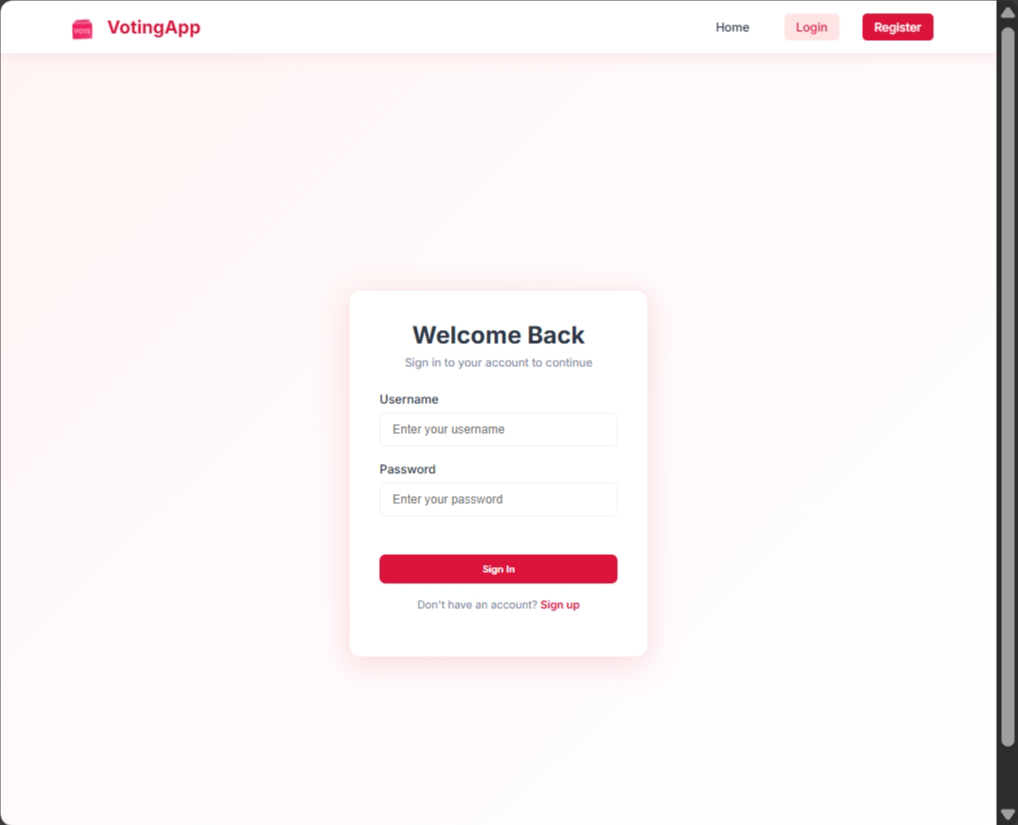 VOTE
VotingApp
Home
Login
Register
Welcome Back
Sign in to your account to continue
Username
Enter your username
Password
Enter your password
Sign In
Don't have an account? Sign up